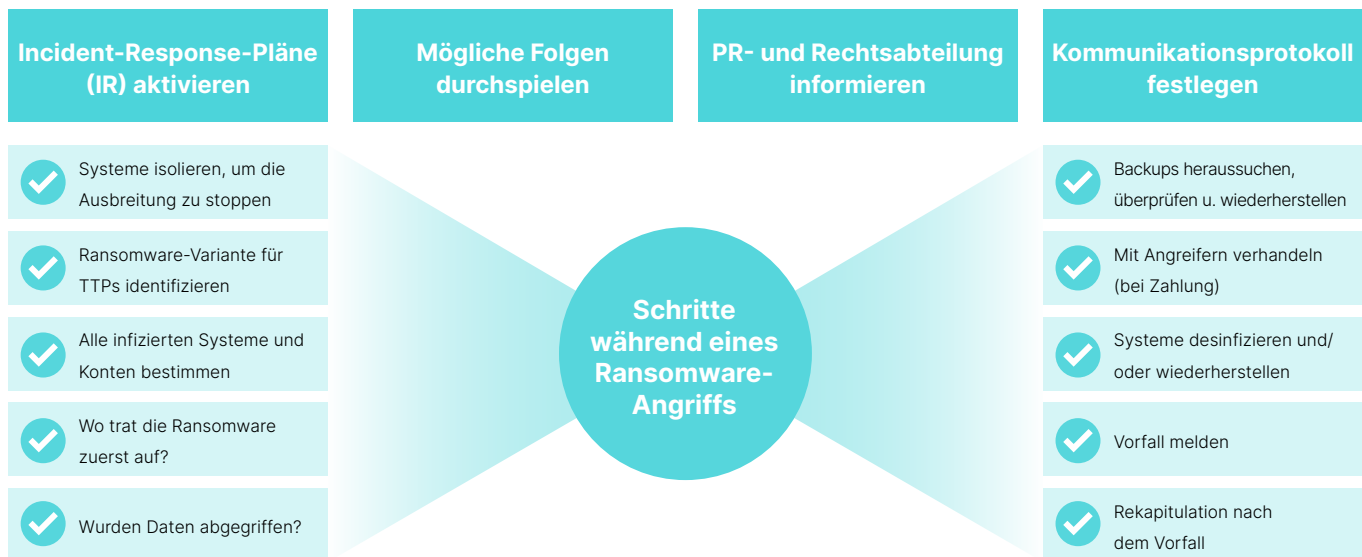 Incident-Response-Pläne
(IR) aktivieren
Mögliche Folgen
durchspielen
PR- und Rechtsabteilung
informieren
Kommunikationsprotokoll
festlegen
Systeme isolieren, um die
Ausbreitung zu stoppen
Ransomware-Variante für
TTPs identifizieren
Alle infizierten Systeme und
Konten bestimmen
Wo trat die Ransomware
zuerst auf?
Wurden Daten abgegriffen?
Schritte
während eines
Ransomware-
Angriffs
Backups heraussuchen,
überprüfen u. wiederherstellen
Mit Angreifern verhandeln
(bei Zahlung)
Systeme desinfizieren und/
oder wiederherstellen
Vorfall melden
Rekapitulation nach
dem Vorfall